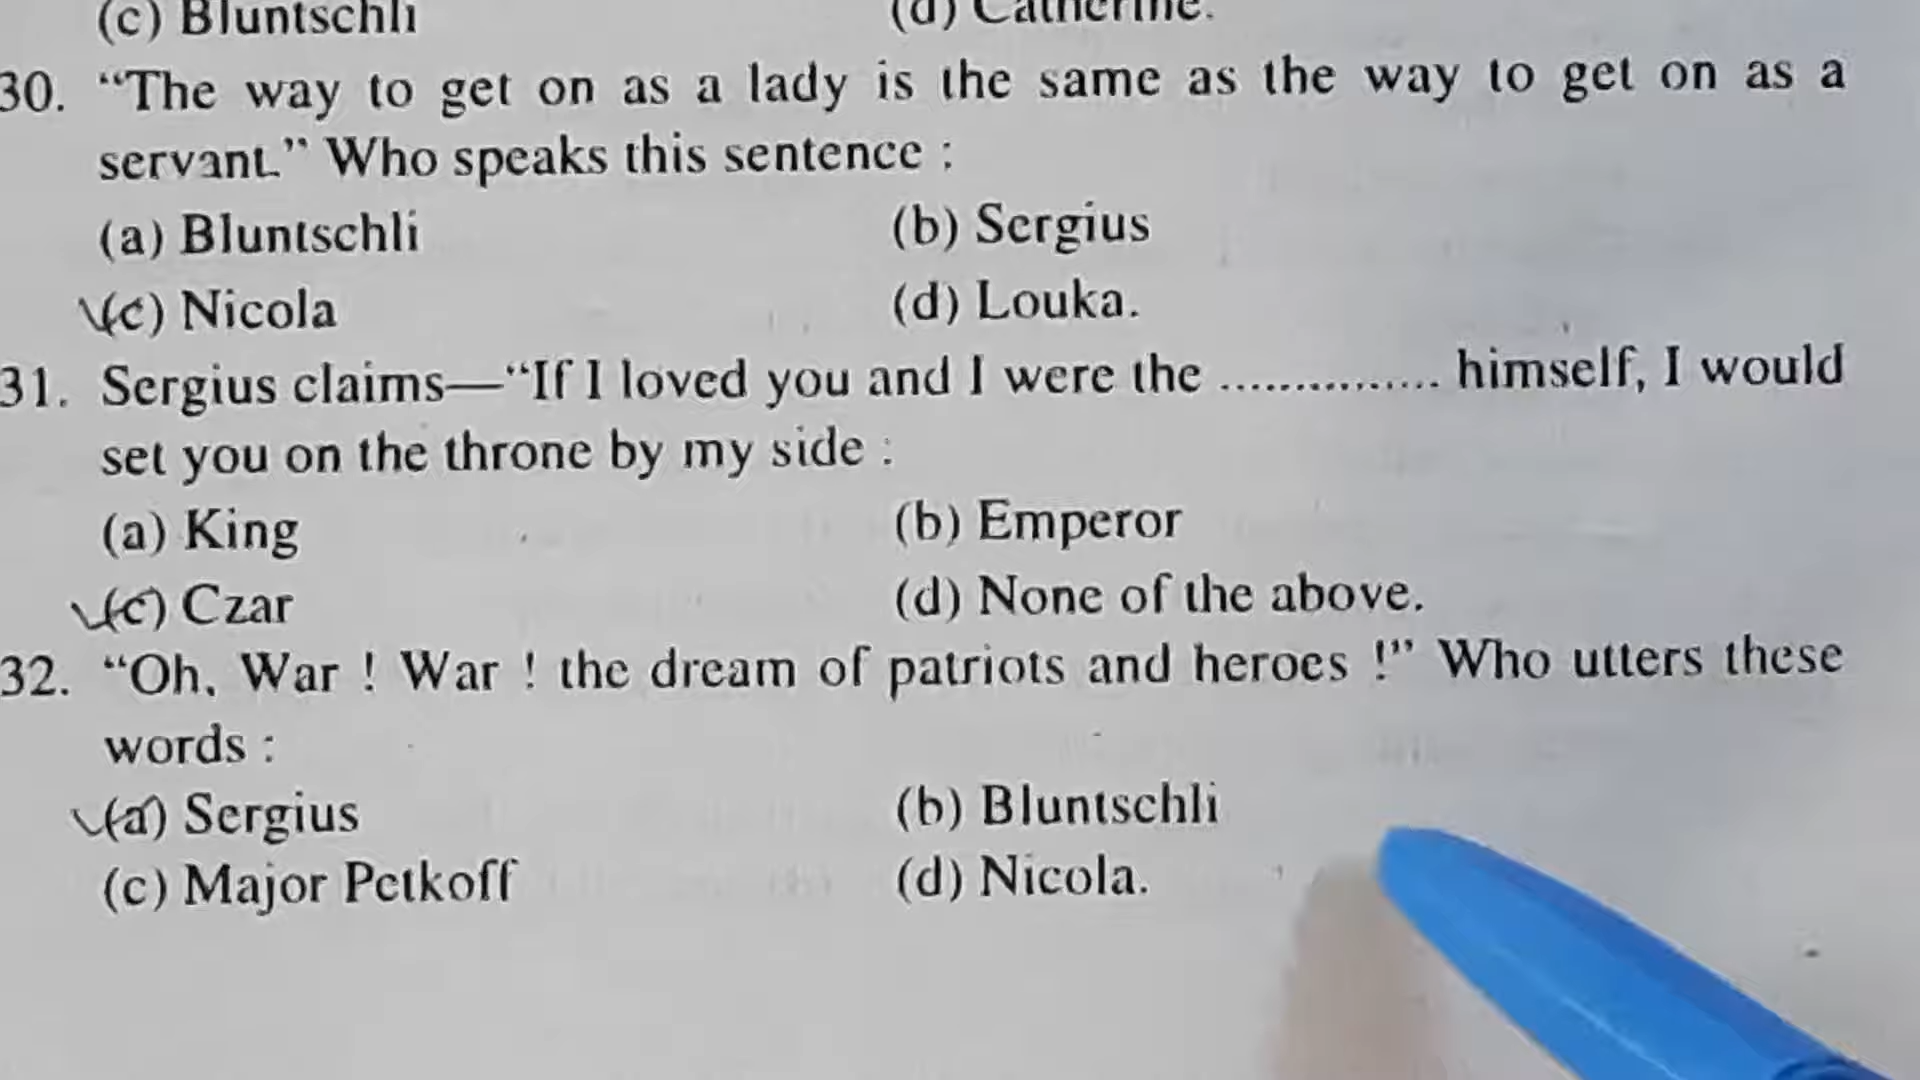 (c) Bluntschli
(d) Catherine.
30. "The way to get on as a lady is the same as the way to get on as a
servant." Who speaks this sentence :
(a) Bluntschli
(b) Sergius
(c) Nicola
(d) Louka.
31. Sergius claims—"If I loved you and I were the ............... himself, I would
set you on the throne by my side :
(a) King
(b) Emperor
(c) Czar
(d) None of the above.
32. "Oh, War ! War ! the dream of patriots and heroes !" Who utters these
words :
(a) Sergius
(b) Bluntschli
(c) Major Petkoff
(d) Nicola.